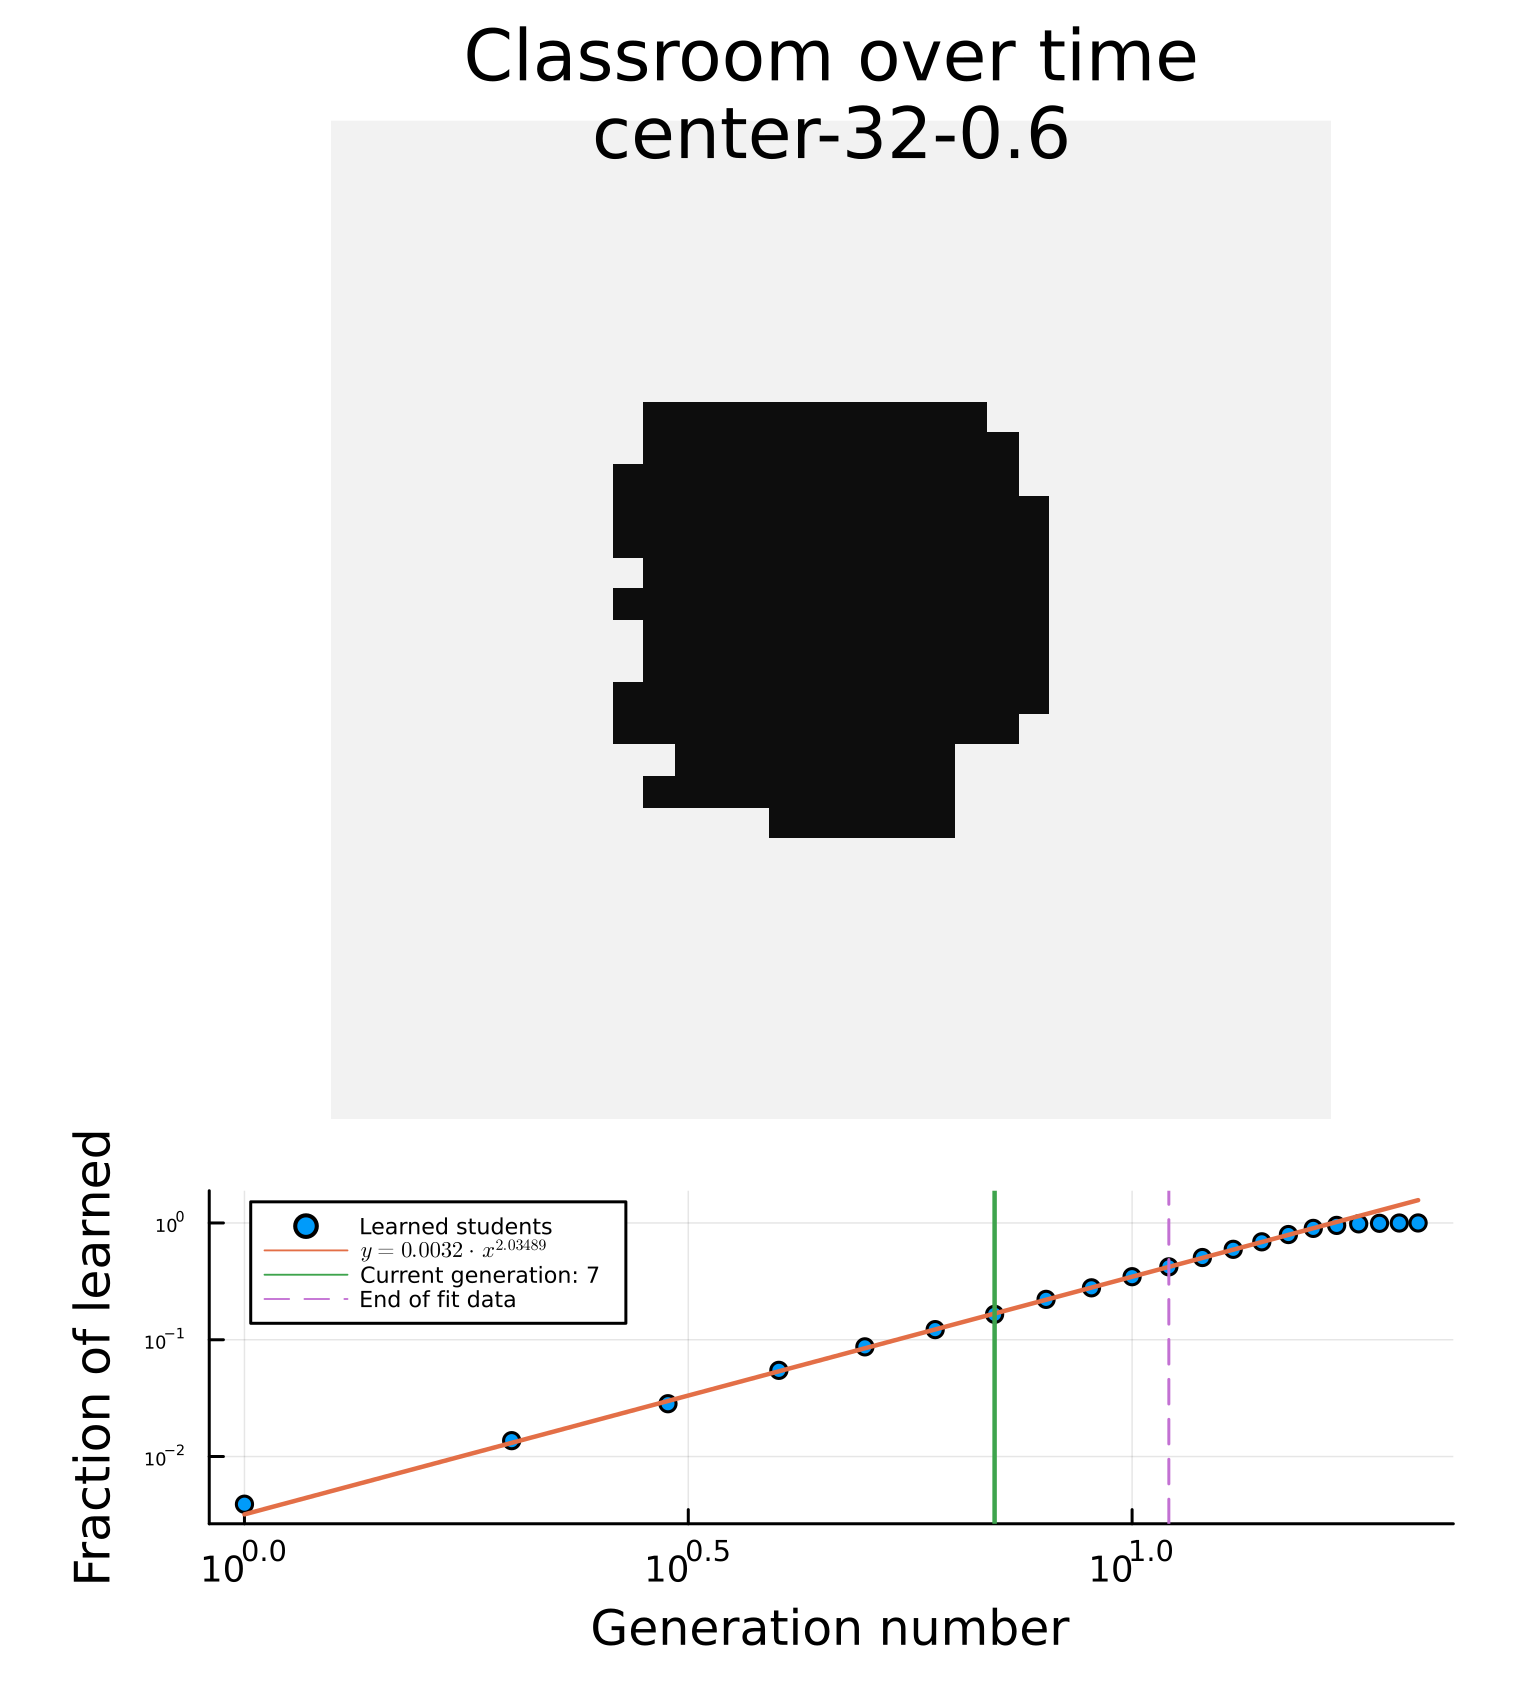 Classroom over time
center-32-0.6
Fraction of learned
10⁰
10⁻¹
10⁻²
Learned students
y = 0.0032 · x^2.03489
Current generation: 7
End of fit data
10^0.0
10^0.5
10^1.0
Generation number